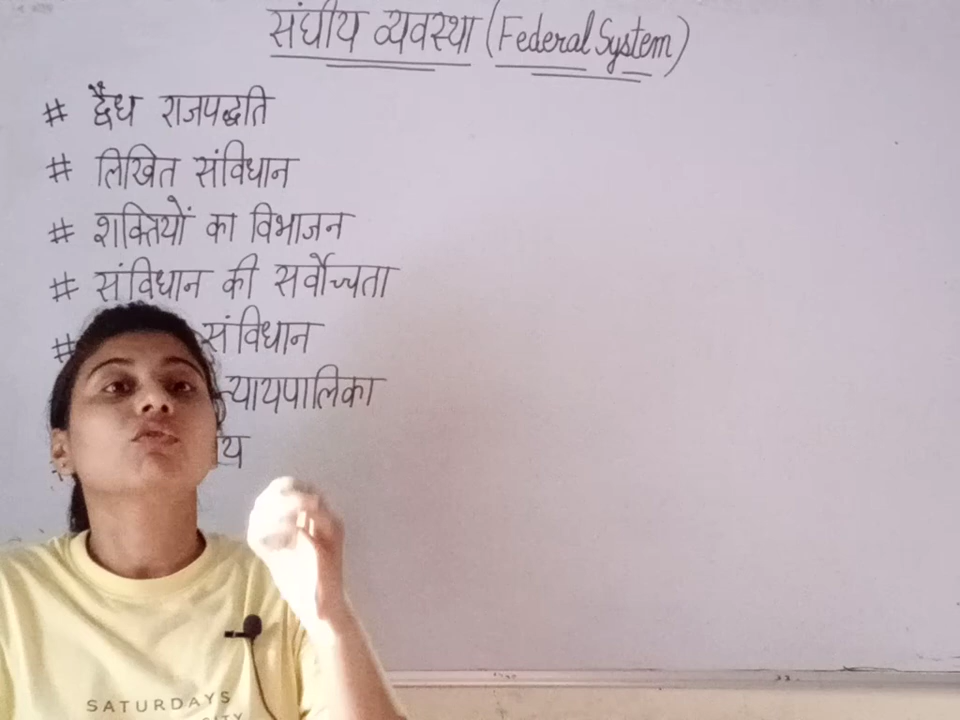 संघीय व्यवस्था (Federal System)
# द्वैध राजपद्धति
# लिखित संविधान
# शक्तियों का विभाजन
# संविधान की सर्वोच्चता
# संविधान
न्यायपालिका
SATURDAYS